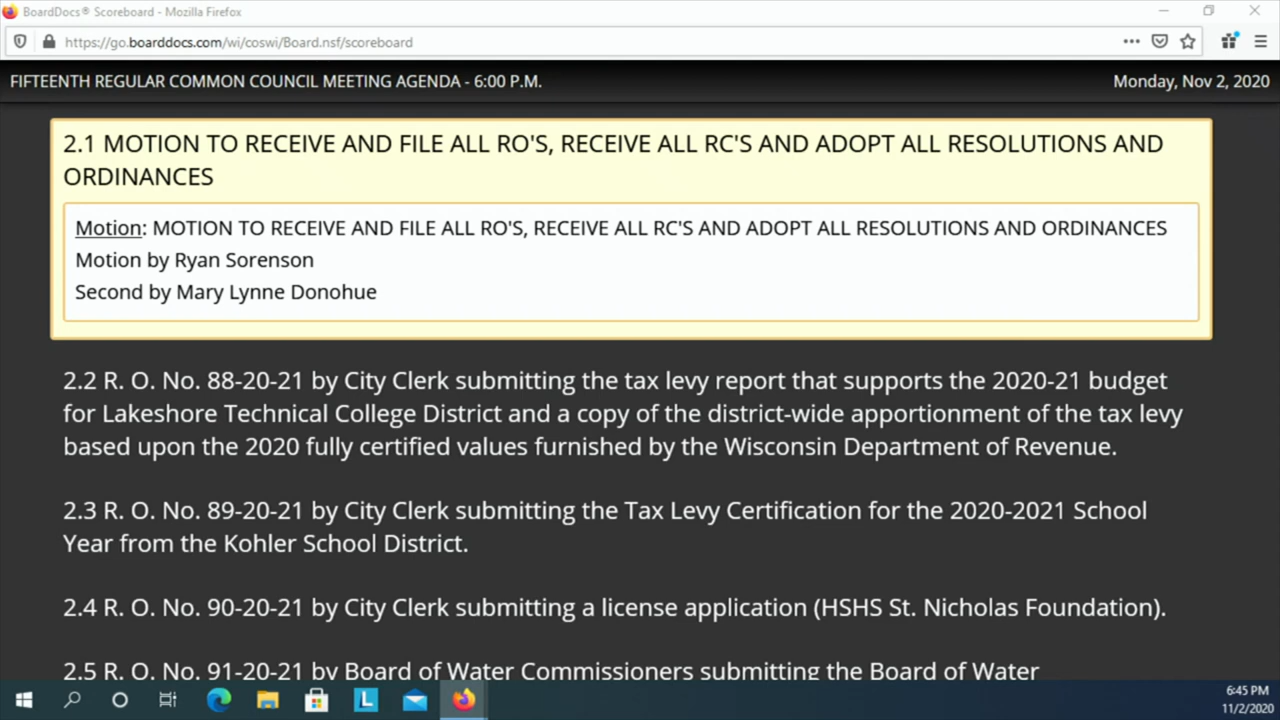 BoardDocs® Scoreboard - Mozilla Firefox
https://go.boarddocs.com/wi/coswi/Board.nsf/scoreboard
FIFTEENTH REGULAR COMMON COUNCIL MEETING AGENDA - 6:00 P.M. Monday, Nov 2, 2020
2.1 MOTION TO RECEIVE AND FILE ALL RO'S, RECEIVE ALL RC'S AND ADOPT ALL RESOLUTIONS AND
ORDINANCES
Motion: MOTION TO RECEIVE AND FILE ALL RO'S, RECEIVE ALL RC'S AND ADOPT ALL RESOLUTIONS AND ORDINANCES
Motion by Ryan Sorenson
Second by Mary Lynne Donohue
2.2 R. O. No. 88-20-21 by City Clerk submitting the tax levy report that supports the 2020-21 budget
for Lakeshore Technical College District and a copy of the district-wide apportionment of the tax levy
based upon the 2020 fully certified values furnished by the Wisconsin Department of Revenue.
2.3 R. O. No. 89-20-21 by City Clerk submitting the Tax Levy Certification for the 2020-2021 School
Year from the Kohler School District.
2.4 R. O. No. 90-20-21 by City Clerk submitting a license application (HSHS St. Nicholas Foundation).
2.5 R. O. No. 91-20-21 by Board of Water Commissioners submitting the Board of Water
L
6:45 PM
11/2/2020